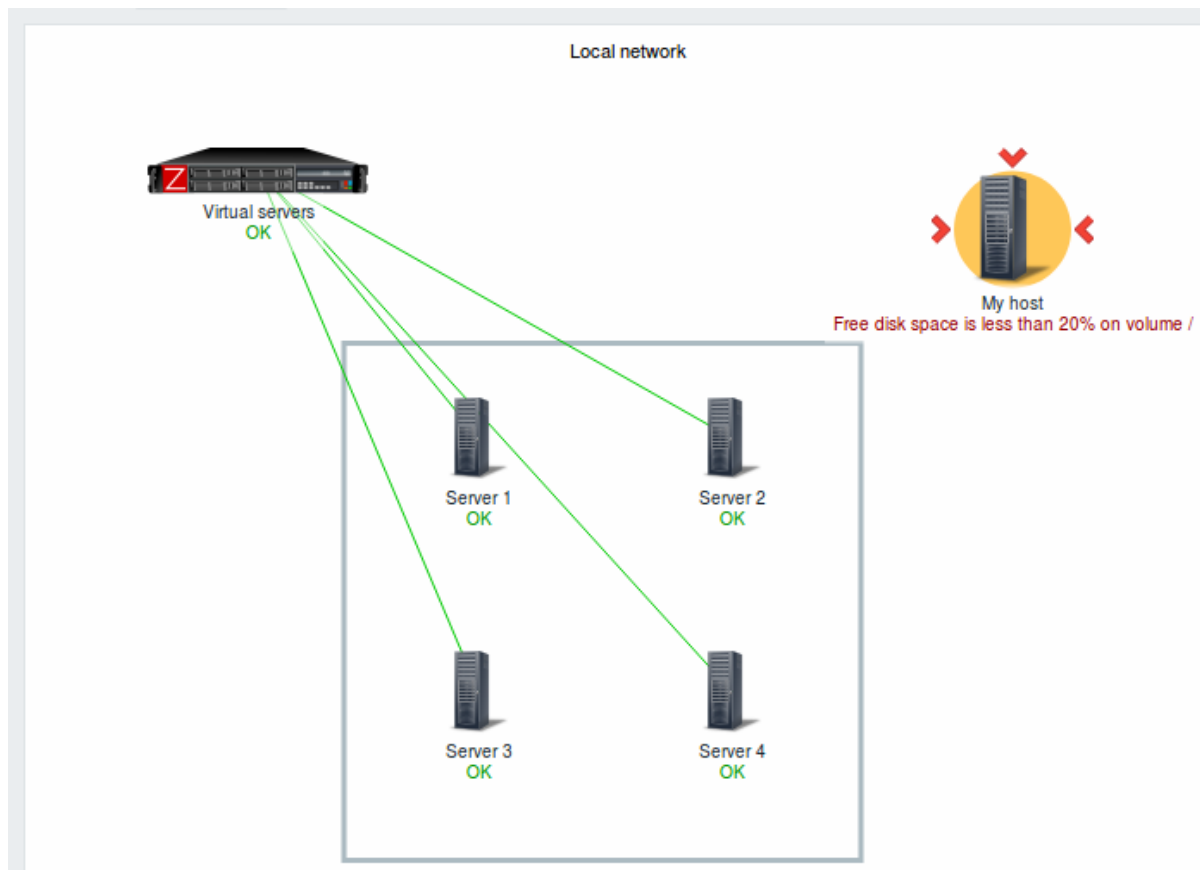 Local network
Z
Virtual servers
OK
My host
Free disk space is less than 20% on volume /
Server 1
OK
Server 2
OK
Server 3
OK
Server 4
OK